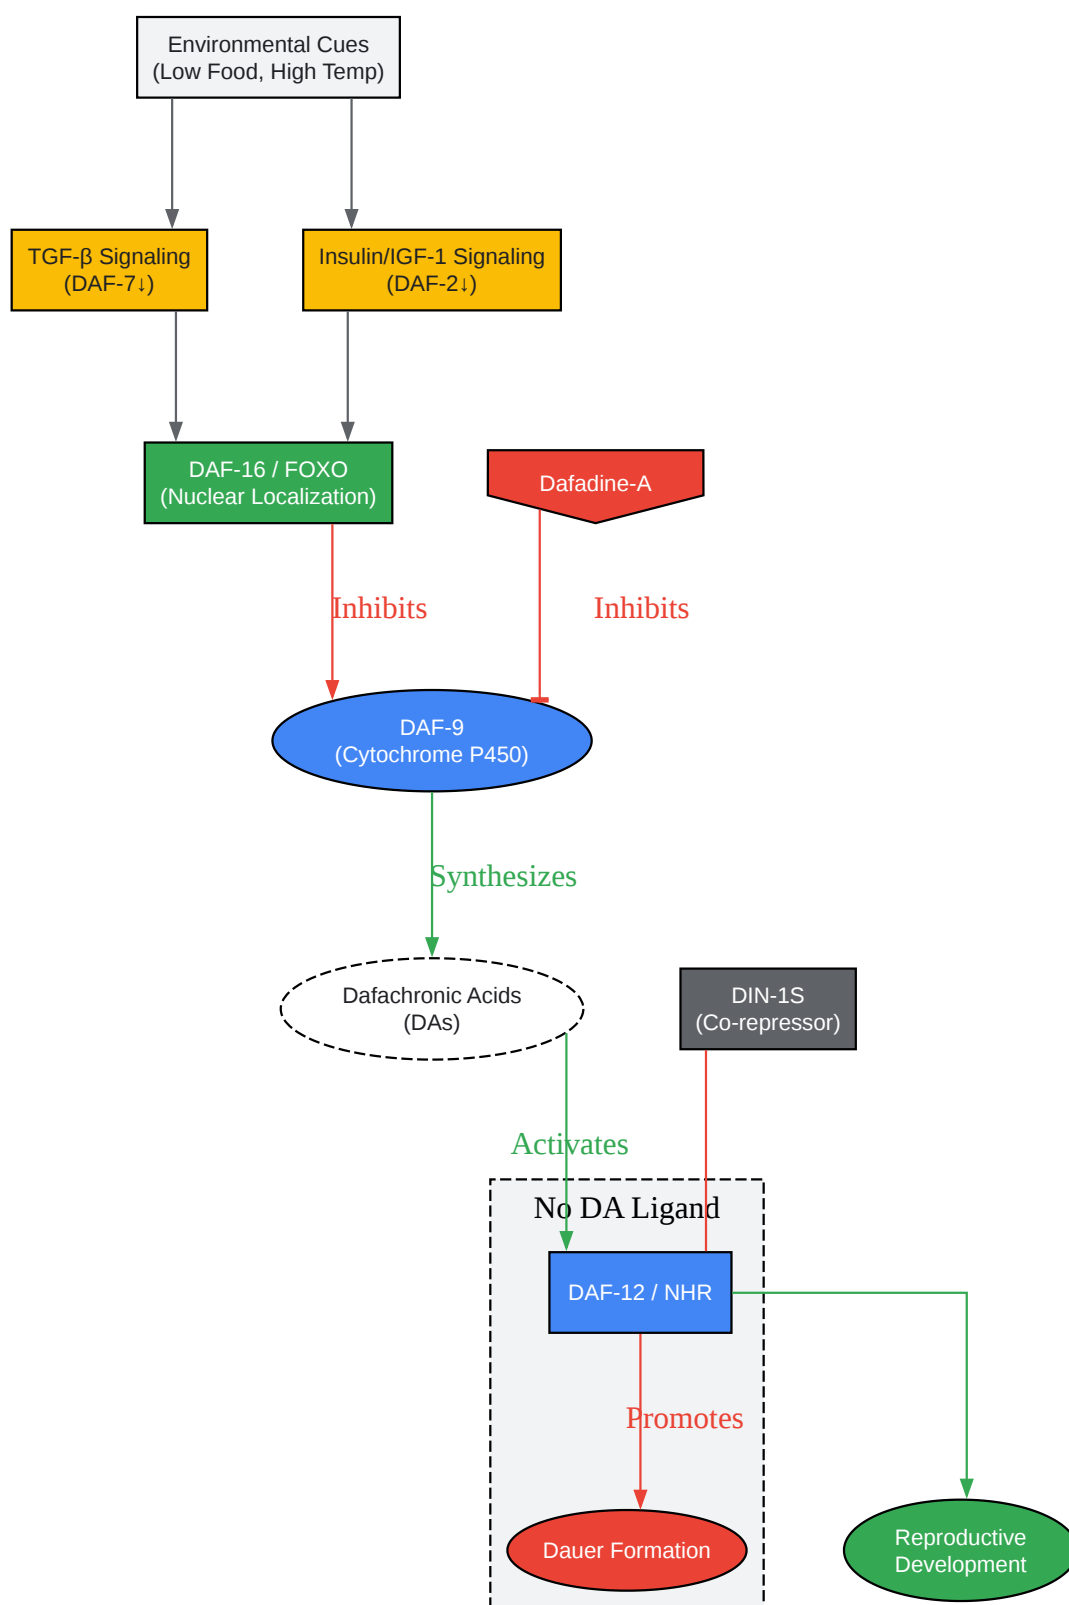 Environmental Cues
(Low Food, High Temp)
TGF-β Signaling
(DAF-7↓)
Insulin/IGF-1 Signaling
(DAF-2↓)
DAF-16 / FOXO
(Nuclear Localization)
Dafadine-A
Inhibits
Inhibits
DAF-9
(Cytochrome P450)
Synthesizes
Dafachronic Acids
(DAs)
DIN-1S
(Co-repressor)
Activates
No DA Ligand
DAF-12 / NHR
Promotes
Dauer Formation
Reproductive
Development